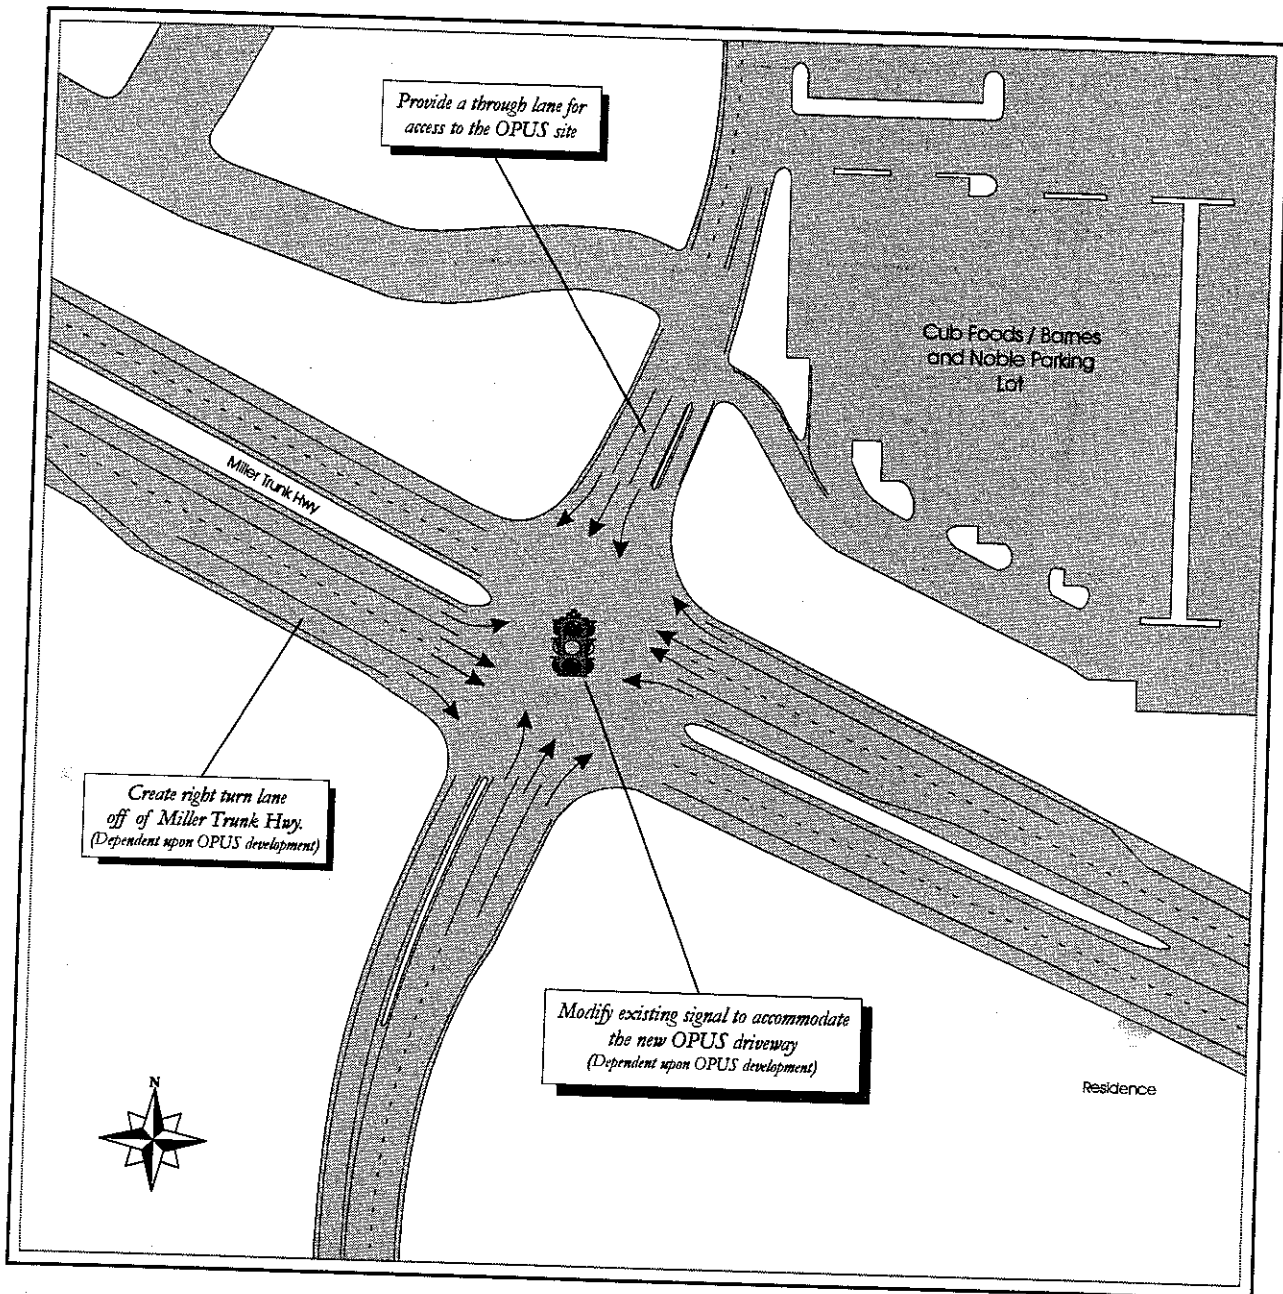 Provide a through lane for
access to the OPUS site
Cub Foods / Barnes
and Noble Parking
Lot
Miller Trunk Hwy
Create right turn lane
off of Miller Trunk Hwy.
(Dependent upon OPUS development)
Modify existing signal to accommodate
the new OPUS driveway
(Dependent upon OPUS development)
Residence
N